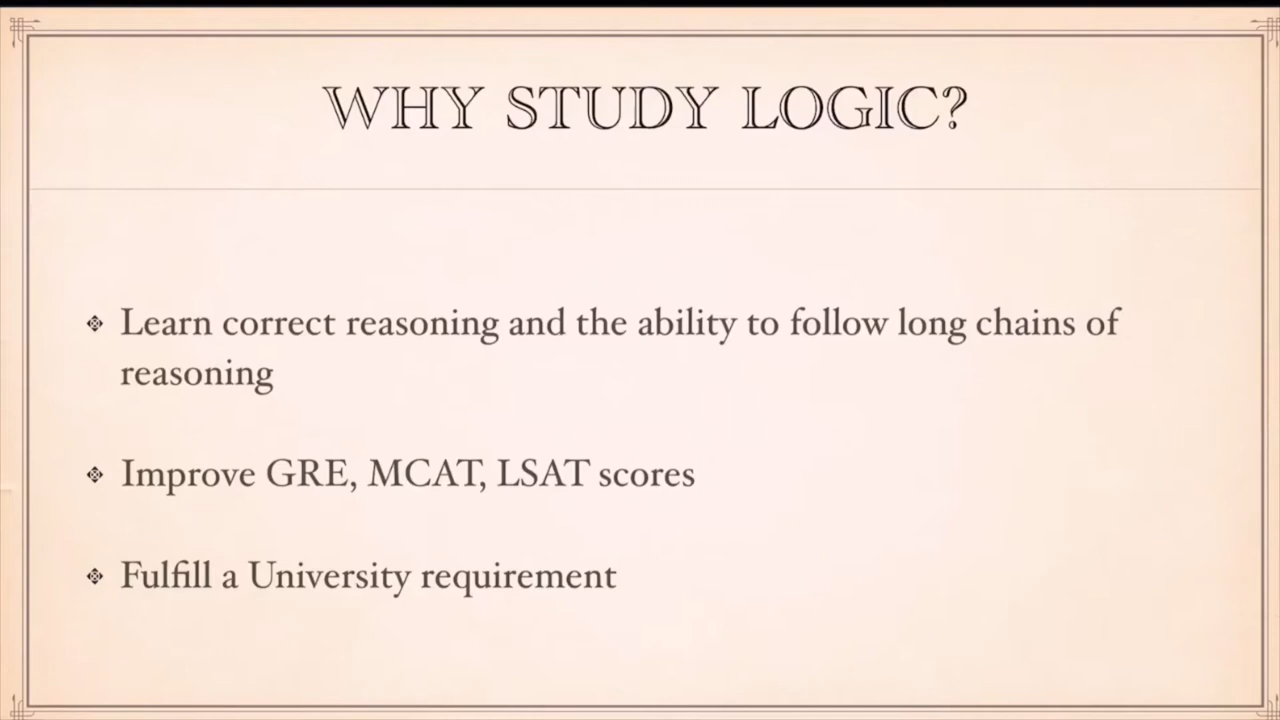 WHY STUDY LOGIC?
Learn correct reasoning and the ability to follow long chains of
reasoning
Improve GRE, MCAT, LSAT scores
Fulfill a University requirement